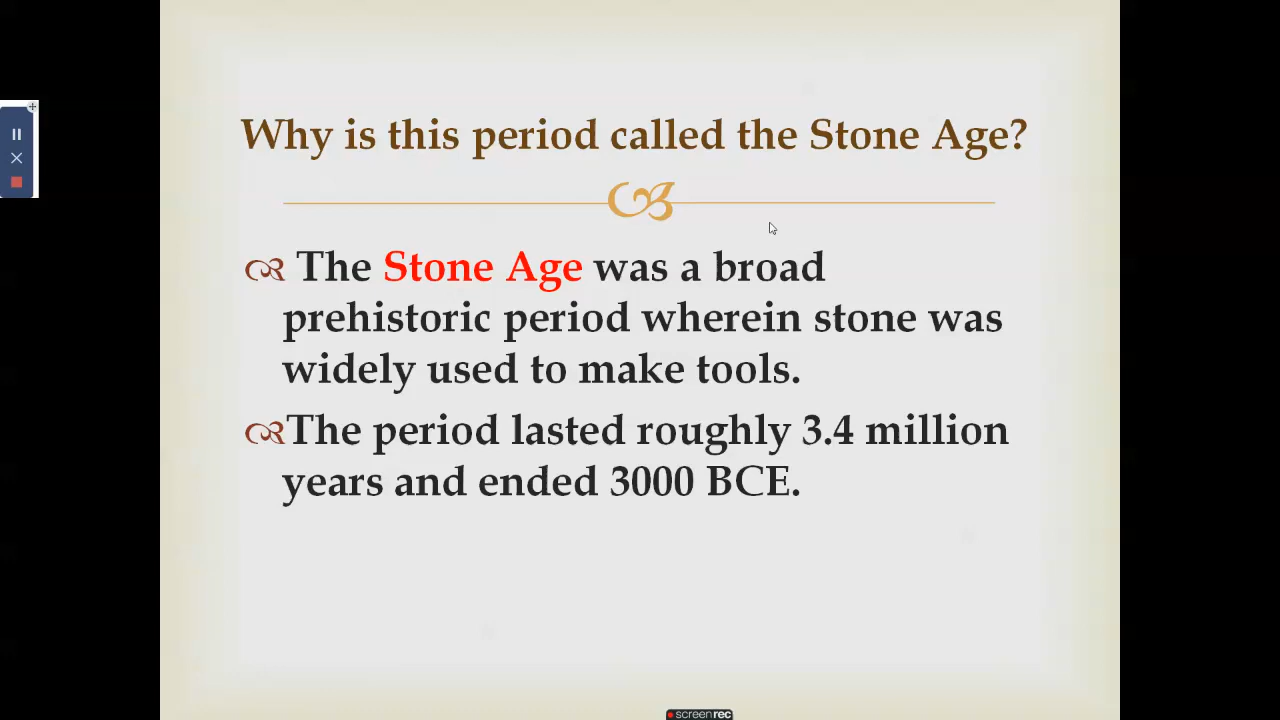 Why is this period called the Stone Age?
The Stone Age was a broad
prehistoric period wherein stone was
widely used to make tools.
The period lasted roughly 3.4 million
years and ended 3000 BCE.
screenrec